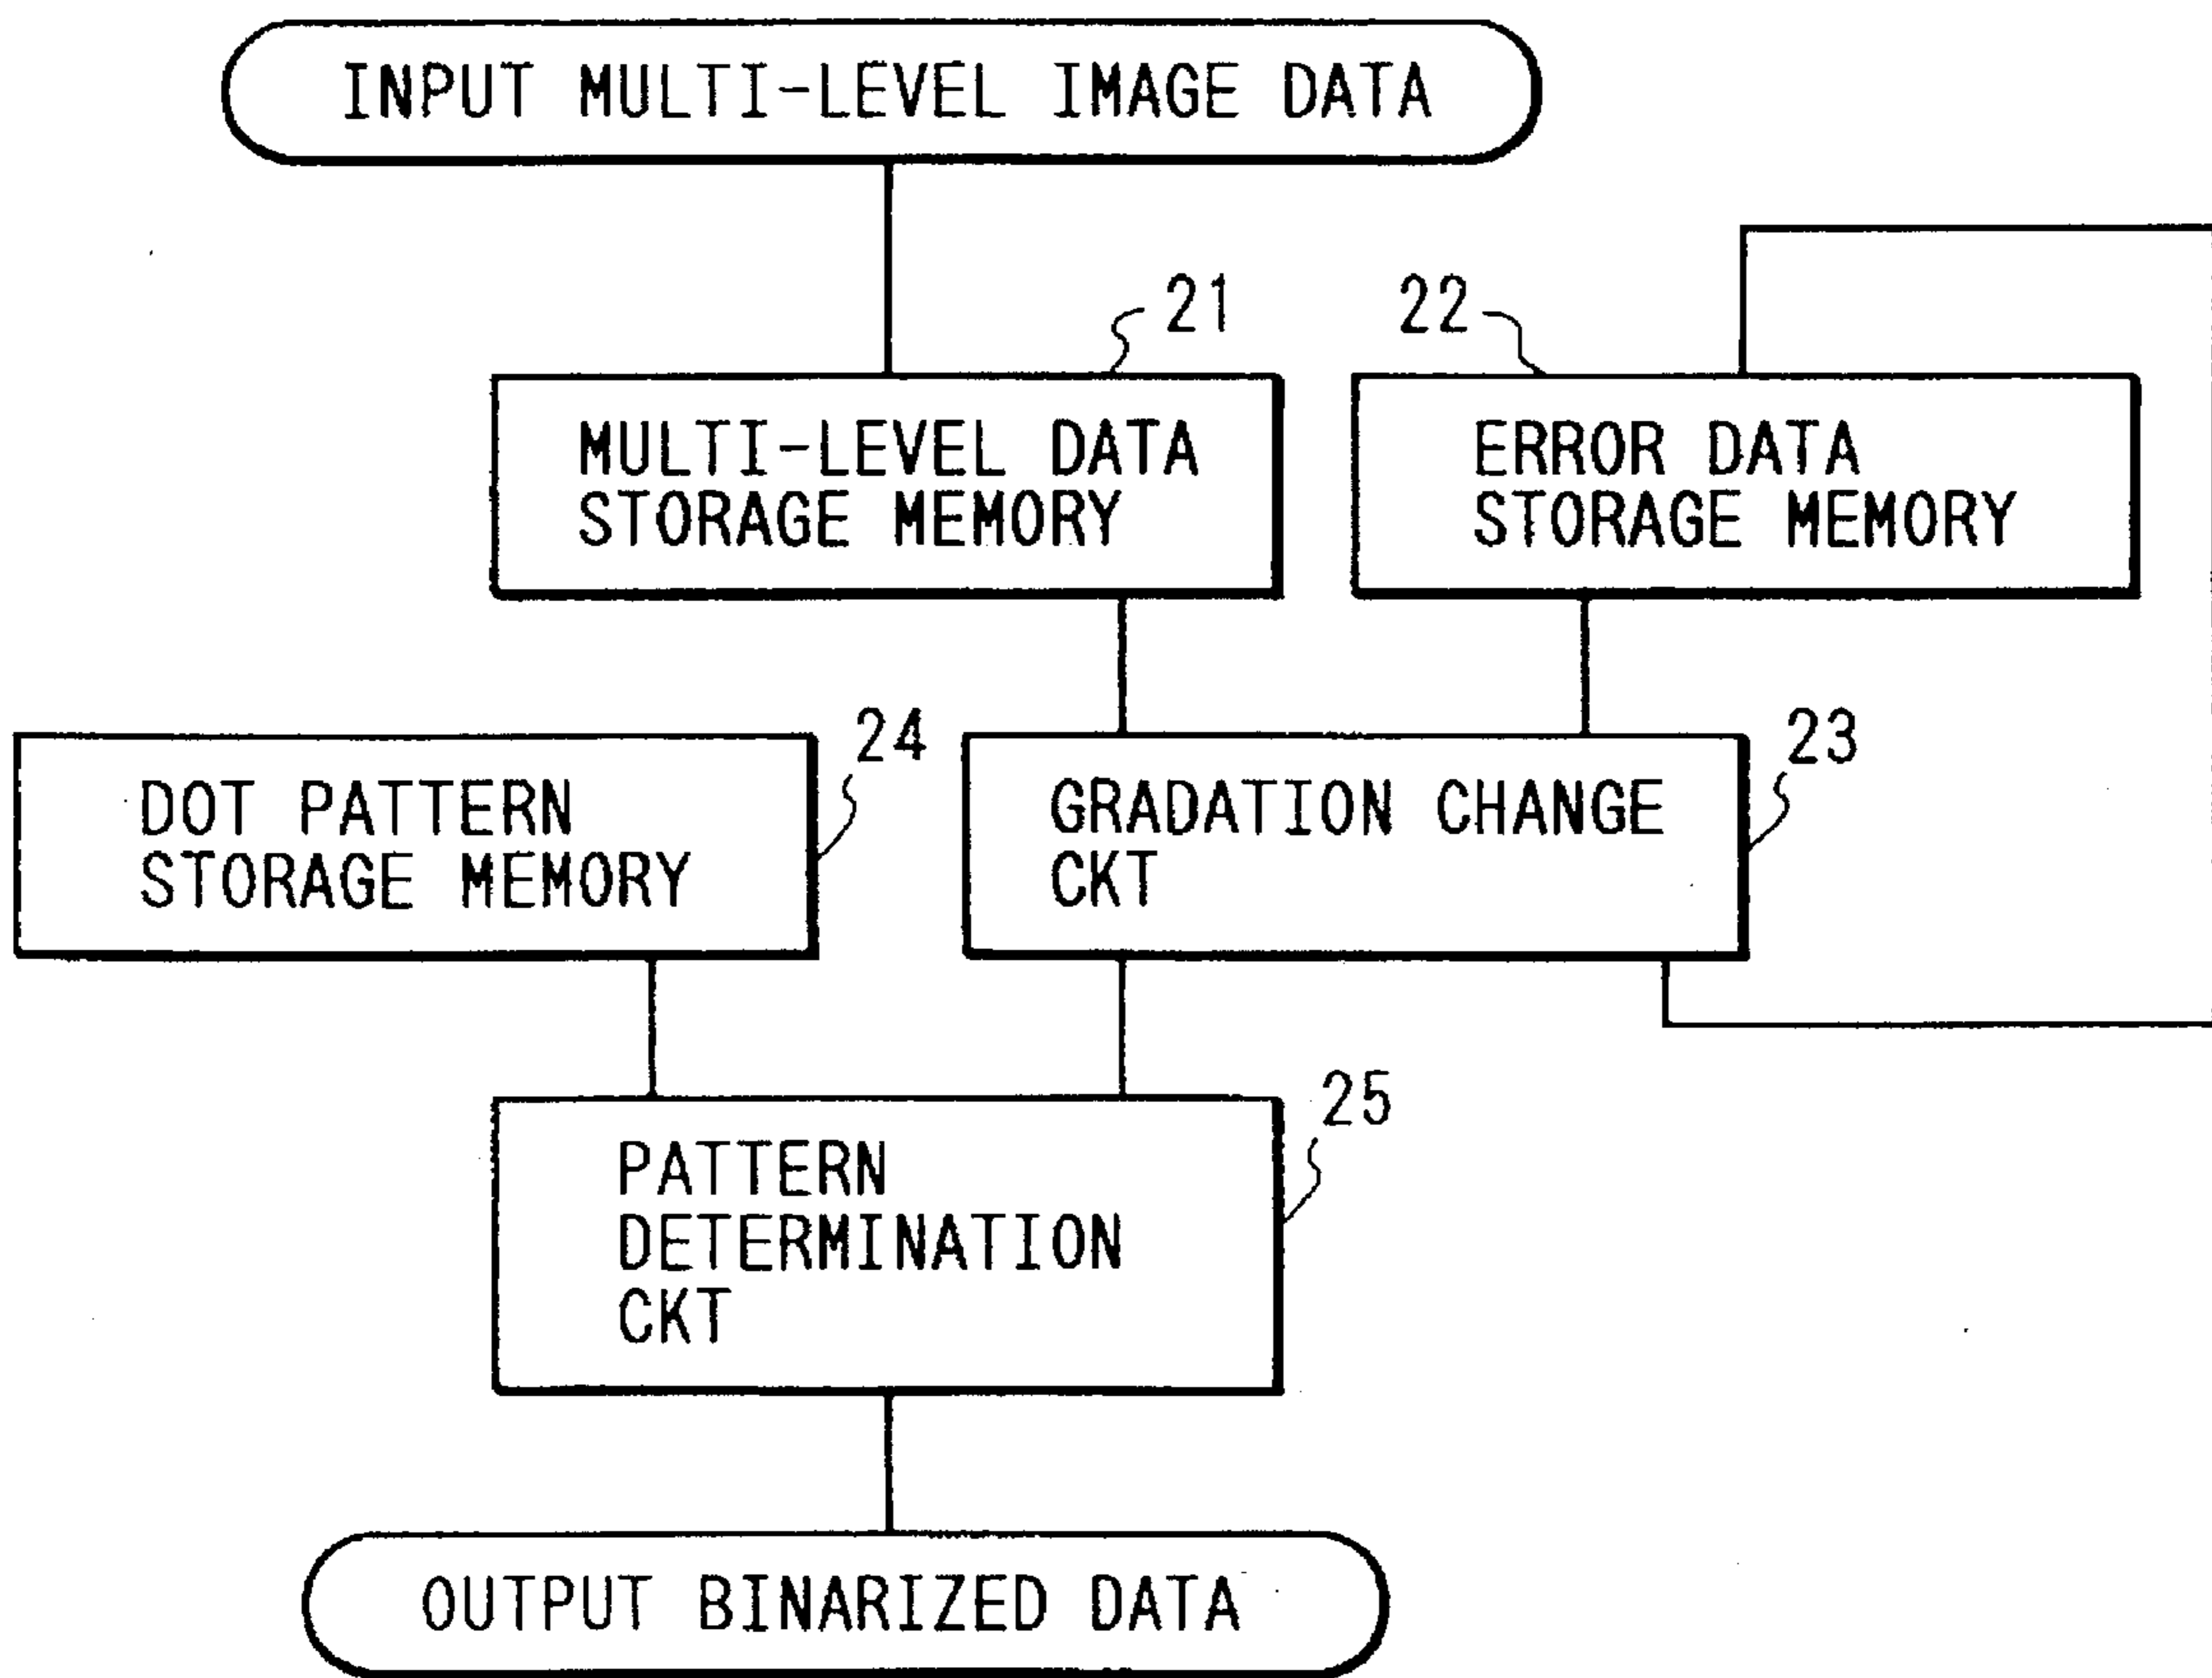 INPUT MULTI-LEVEL IMAGE DATA
21
22
MULTI-LEVEL DATA
STORAGE MEMORY
ERROR DATA
STORAGE MEMORY
24
23
DOT PATTERN
STORAGE MEMORY
GRADATION CHANGE
CKT
25
PATTERN
DETERMINATION
CKT
OUTPUT BINARIZED DATA